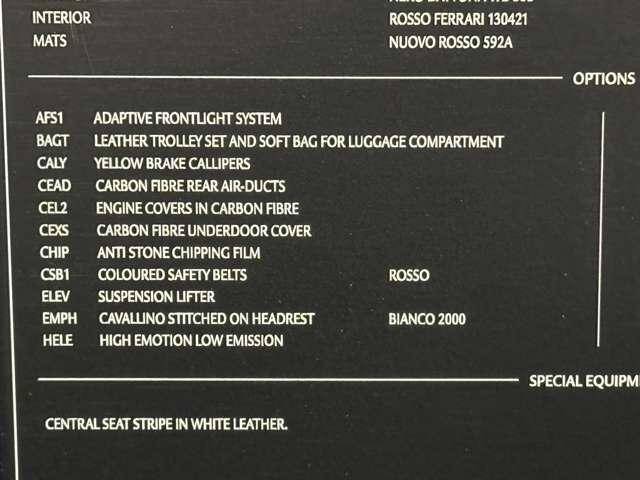 INTERIOR ROSSO FERRARI 130421
MATS NUOVO ROSSO 592A
OPTIONS
AFS1 ADAPTIVE FRONTLIGHT SYSTEM
BAGT LEATHER TROLLEY SET AND SOFT BAG FOR LUGGAGE COMPARTMENT
CALY YELLOW BRAKE CALLIPERS
CEAD CARBON FIBRE REAR AIR-DUCTS
CEL2 ENGINE COVERS IN CARBON FIBRE
CEXS CARBON FIBRE UNDERDOOR COVER
CHIP ANTI STONE CHIPPING FILM
CSB1 COLOURED SAFETY BELTS ROSSO
ELEV SUSPENSION LIFTER
EMPH CAVALLINO STITCHED ON HEADREST BIANCO 2000
HELE HIGH EMOTION LOW EMISSION
SPECIAL EQUIPM
CENTRAL SEAT STRIPE IN WHITE LEATHER.